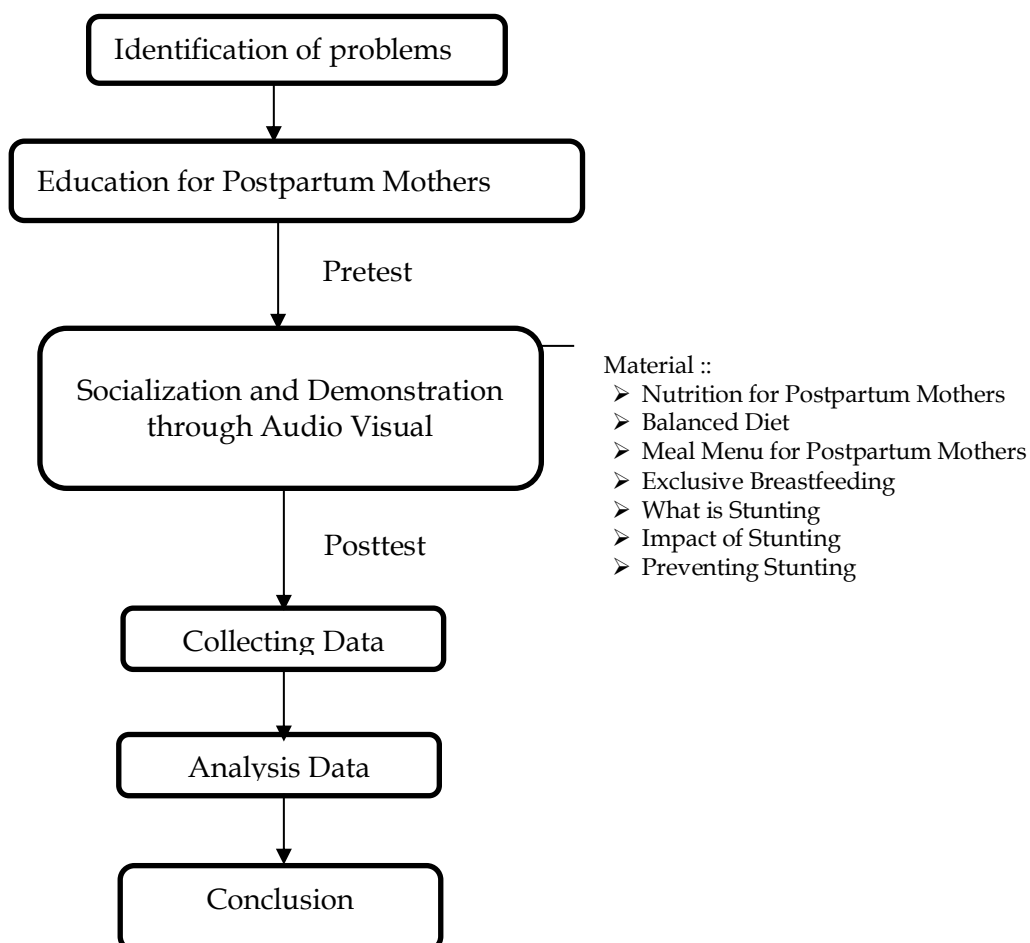 Identification of problems
Education for Postpartum Mothers
Pretest
Socialization and Demonstration
through Audio Visual
Material ::
➢ Nutrition for Postpartum Mothers
➢ Balanced Diet
➢ Meal Menu for Postpartum Mothers
➢ Exclusive Breastfeeding
➢ What is Stunting
➢ Impact of Stunting
➢ Preventing Stunting
Posttest
Collecting Data
Analysis Data
Conclusion